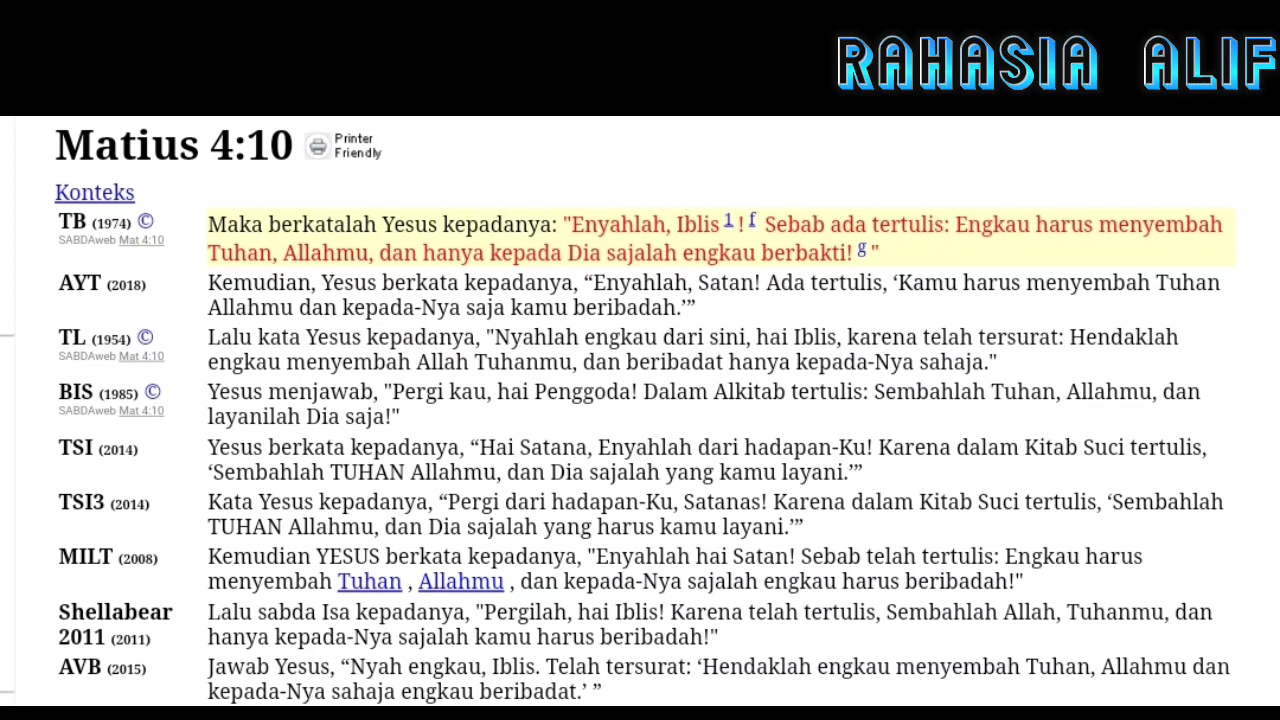 RAHASIA ALIF
Matius 4:10
Printer
Friendly
Konteks
TB (1974) ©
SABDAweb Mat 4:10
Maka berkatalah Yesus kepadanya: "Enyahlah, Iblis 1 ! f Sebab ada tertulis: Engkau harus menyembah
Tuhan, Allahmu, dan hanya kepada Dia sajalah engkau berbakti! g "
AYT (2018)
Kemudian, Yesus berkata kepadanya, “Enyahlah, Satan! Ada tertulis, ‘Kamu harus menyembah Tuhan
Allahmu dan kepada-Nya saja kamu beribadah.’”
TL (1954) ©
SABDAweb Mat 4:10
Lalu kata Yesus kepadanya, "Nyahlah engkau dari sini, hai Iblis, karena telah tersurat: Hendaklah
engkau menyembah Allah Tuhanmu, dan beribadat hanya kepada-Nya sahaja."
BIS (1985) ©
SABDAweb Mat 4:10
Yesus menjawab, "Pergi kau, hai Penggoda! Dalam Alkitab tertulis: Sembahlah Tuhan, Allahmu, dan
layanilah Dia saja!"
TSI (2014)
Yesus berkata kepadanya, “Hai Satana, Enyahlah dari hadapan-Ku! Karena dalam Kitab Suci tertulis,
‘Sembahlah TUHAN Allahmu, dan Dia sajalah yang kamu layani.’”
TSI3 (2014)
Kata Yesus kepadanya, “Pergi dari hadapan-Ku, Satanas! Karena dalam Kitab Suci tertulis, ‘Sembahlah
TUHAN Allahmu, dan Dia sajalah yang harus kamu layani.’”
MILT (2008)
Kemudian YESUS berkata kepadanya, "Enyahlah hai Satan! Sebab telah tertulis: Engkau harus
menyembah Tuhan , Allahmu , dan kepada-Nya sajalah engkau harus beribadah!"
Shellabear
2011 (2011)
Lalu sabda Isa kepadanya, "Pergilah, hai Iblis! Karena telah tertulis, Sembahlah Allah, Tuhanmu, dan
hanya kepada-Nya sajalah kamu harus beribadah!"
AVB (2015)
Jawab Yesus, “Nyah engkau, Iblis. Telah tersurat: ‘Hendaklah engkau menyembah Tuhan, Allahmu dan
kepada-Nya sahaja engkau beribadat.’ ”